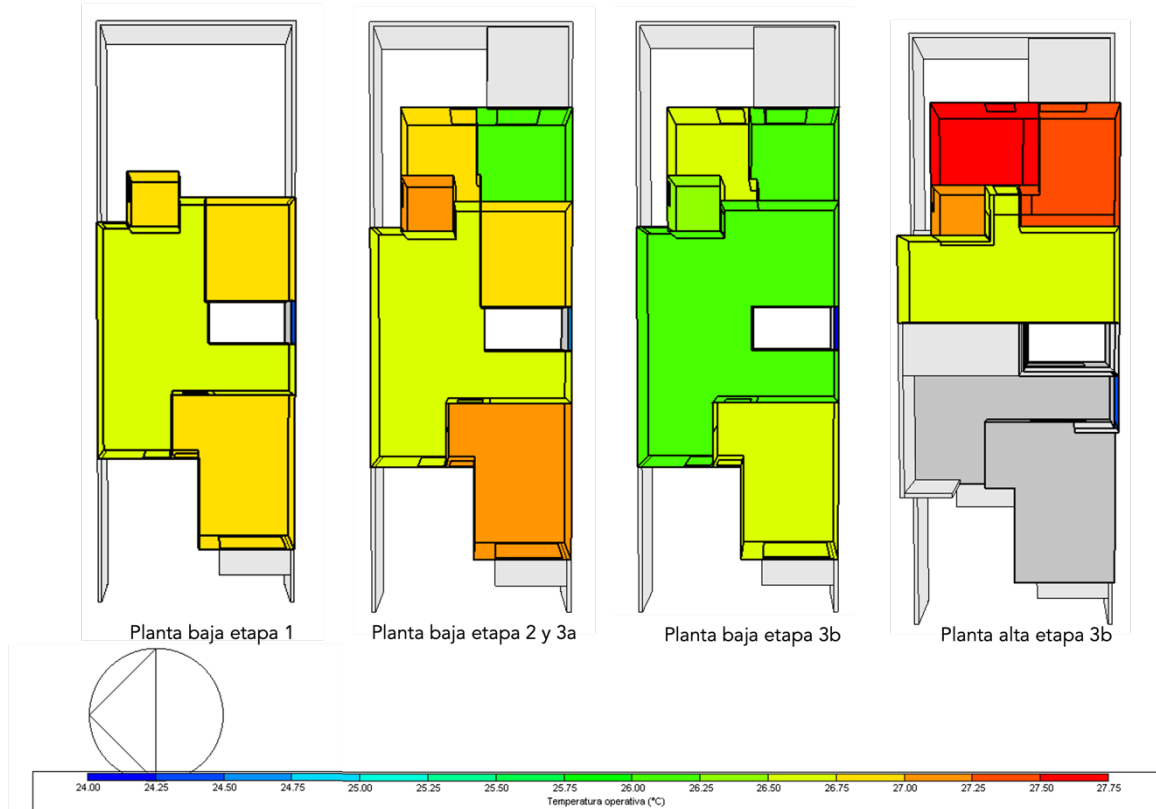 Planta baja etapa 1
Planta baja etapa 2 y 3a
Planta baja etapa 3b
Planta alta etapa 3b
24.00 24.25 24.50 24.75 25.00 25.25 25.50 25.75 26.00 26.25 26.50 26.75 27.00 27.25 27.50 27.75
Temperatura operativa (°C)